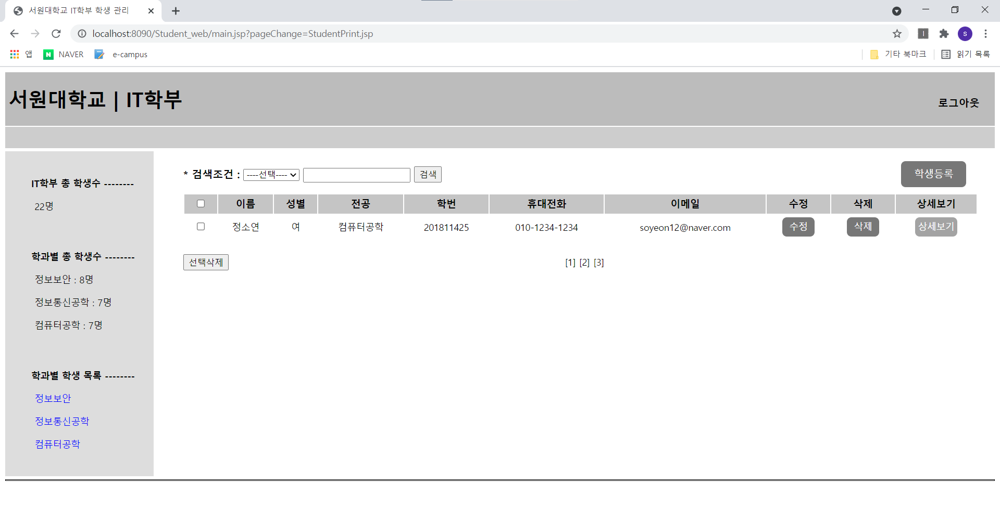 서원대학교 IT학부 학생 관리
localhost:8090/Student_web/main.jsp?pageChange=StudentPrint.jsp
I
s
앱 N NAVER e-campus 기타 북마크 읽기 목록
서원대학교 | IT학부 로그아웃
* 검색조건 : ----선택---- 검색 학생등록
이름 성별 전공 학번 휴대전화 이메일 수정 삭제 상세보기
정소연 여 컴퓨터공학 201811425 010-1234-1234 soyeon12@naver.com 수정 삭제 상세보기
선택삭제 [1] [2] [3]
IT학부 총 학생수 --------
22명
학과별 총 학생수 --------
정보보안 : 8명
정보통신공학 : 7명
컴퓨터공학 : 7명
학과별 학생 목록 --------
정보보안
정보통신공학
컴퓨터공학